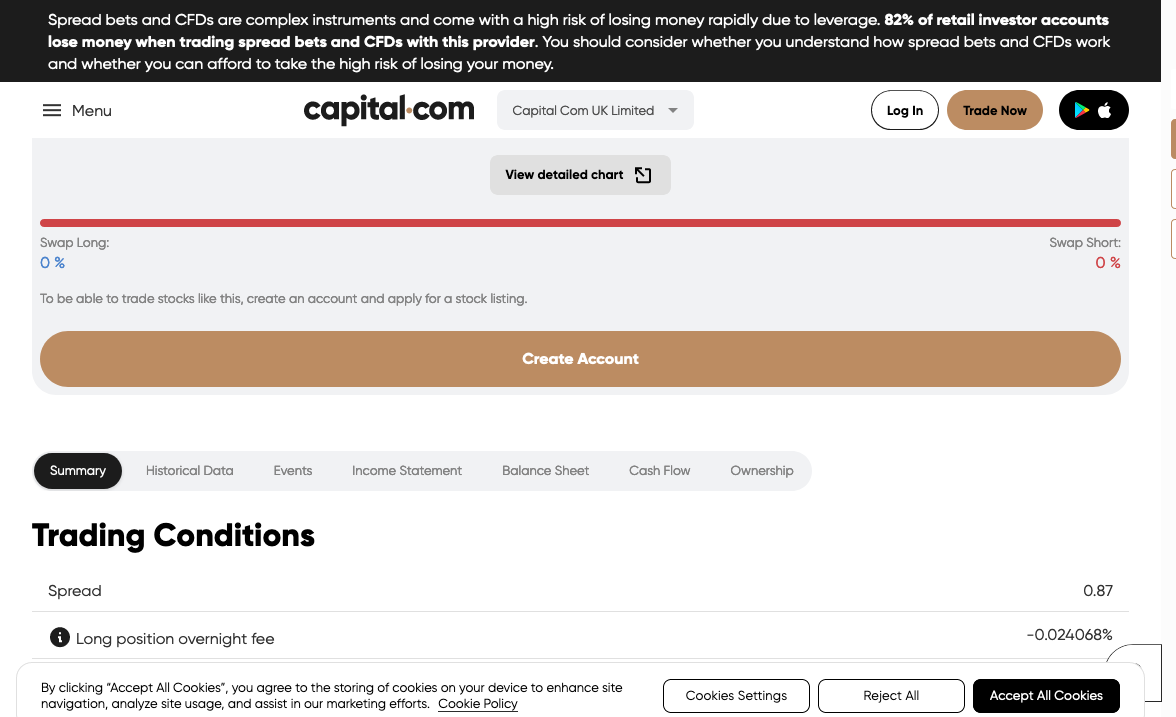 Spread bets and CFDs are complex instruments and come with a high risk of losing money rapidly due to leverage. 82% of retail investor accounts
lose money when trading spread bets and CFDs with this provider. You should consider whether you understand how spread bets and CFDs work
and whether you can afford to take the high risk of losing your money.
Menu
capital.com
Capital Com UK Limited
Log In
Trade Now
View detailed chart
Swap Long:
Swap Short:
0 %
0 %
To be able to trade stocks like this, create an account and apply for a stock listing.
Create Account
Summary
Historical Data
Events
Income Statement
Balance Sheet
Cash Flow
Ownership
Trading Conditions
Spread
0.87
Long position overnight fee
-0.024068%
By clicking “Accept All Cookies”, you agree to the storing of cookies on your device to enhance site
navigation, analyze site usage, and assist in our marketing efforts. Cookie Policy
Cookies Settings
Reject All
Accept All Cookies